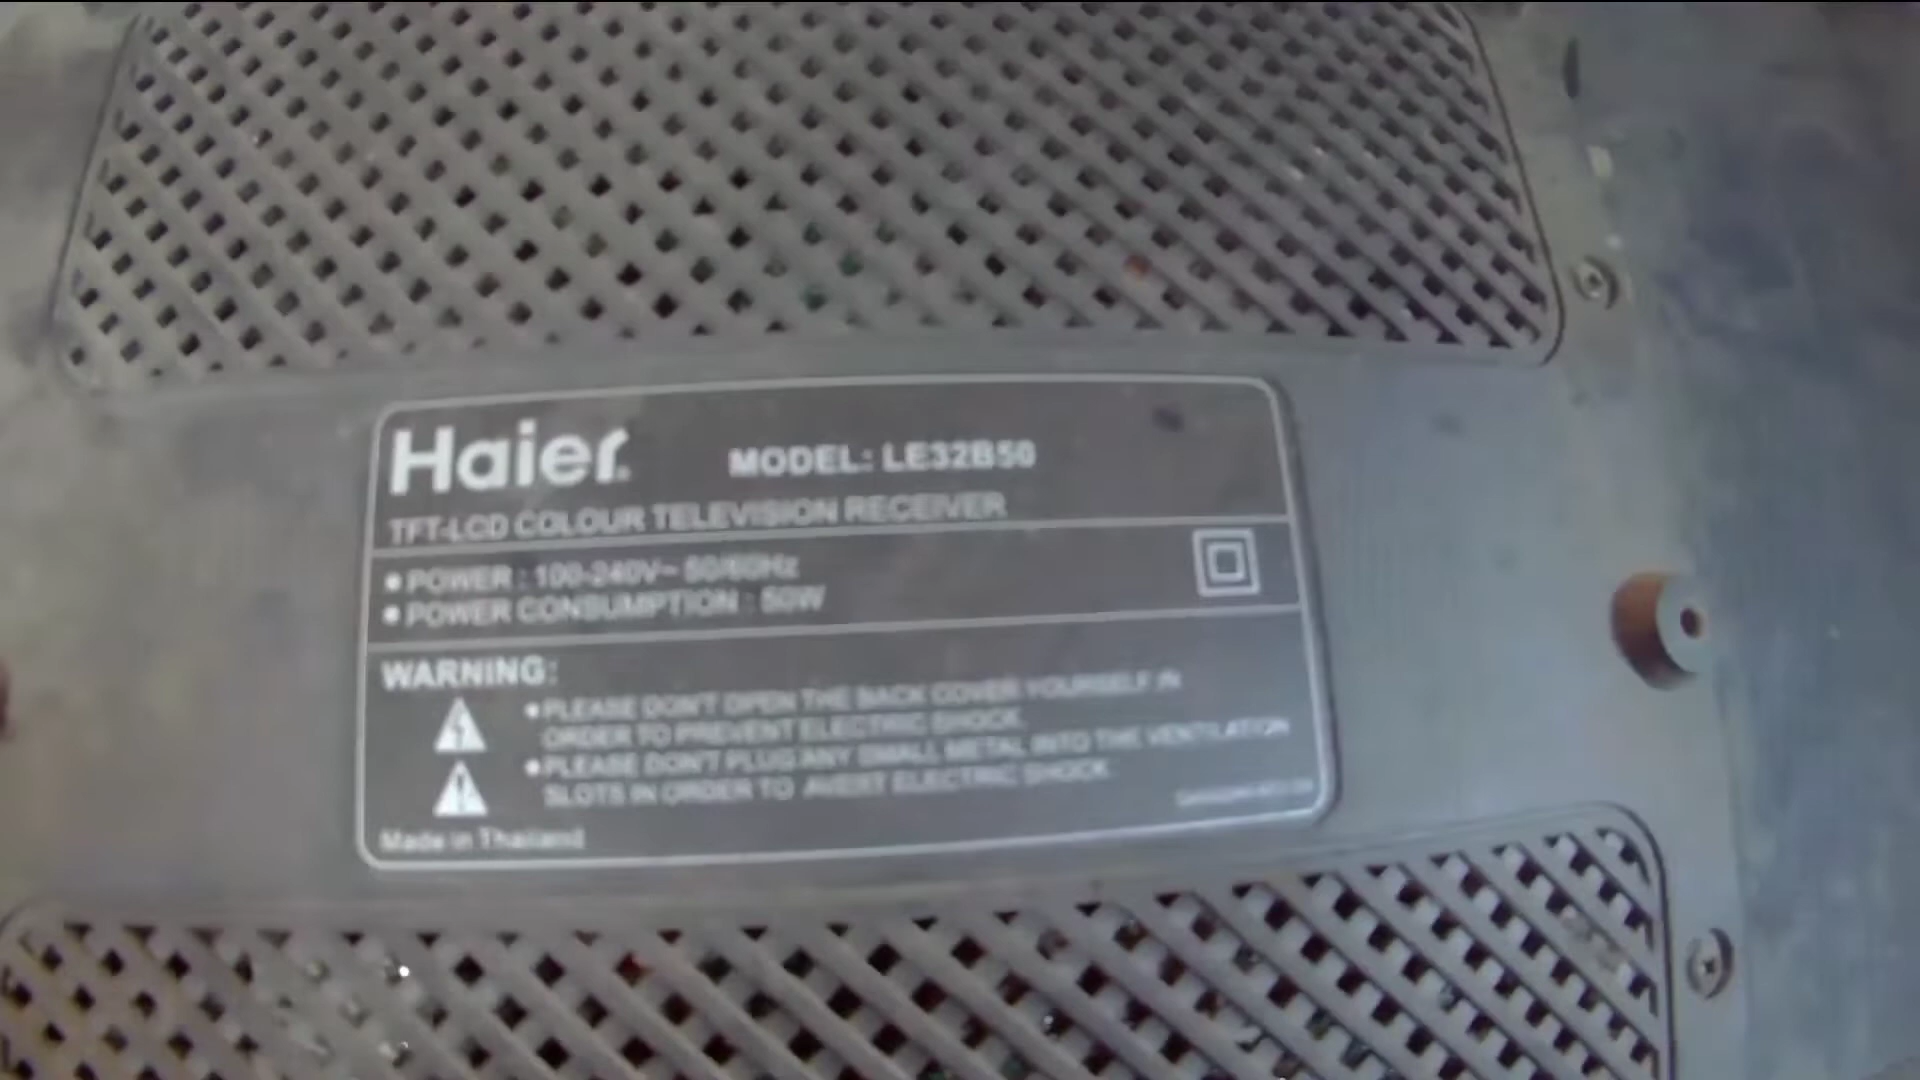 Haier
MODEL: LE32B50
TFT-LCD COLOUR TELEVISION RECEIVER
● POWER : 100-240V~ 50/60Hz
● POWER CONSUMPTION : 50W
WARNING:
● PLEASE DON'T OPEN THE BACK COVER YOURSELF IN
ORDER TO PREVENT ELECTRIC SHOCK.
● PLEASE DON'T PLUG ANY SMALL METAL INTO THE VENTILATION
SLOTS IN ORDER TO AVERT ELECTRIC SHOCK.
Made in Thailand